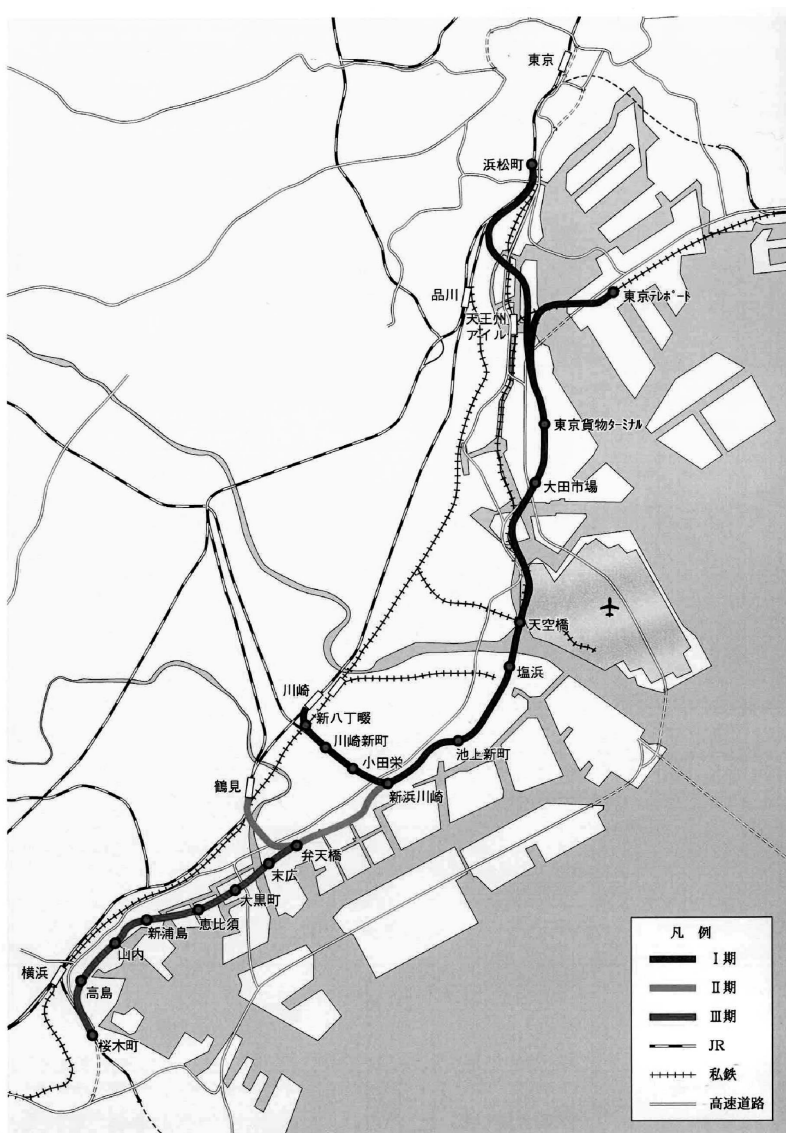 東京
浜松町
品川
天王州
アイル
東京テレポート
東京貨物ターミナル
大田市場
天空橋
塩浜
川崎
新八丁畷
川崎新町
小田栄
池上新町
新浜川崎
鶴見
弁天橋
末広
大黒町
恵比須
新浦島
山内
横浜
高島
桜木町
凡 例
Ⅰ期
Ⅱ期
Ⅲ期
JR
私鉄
高速道路